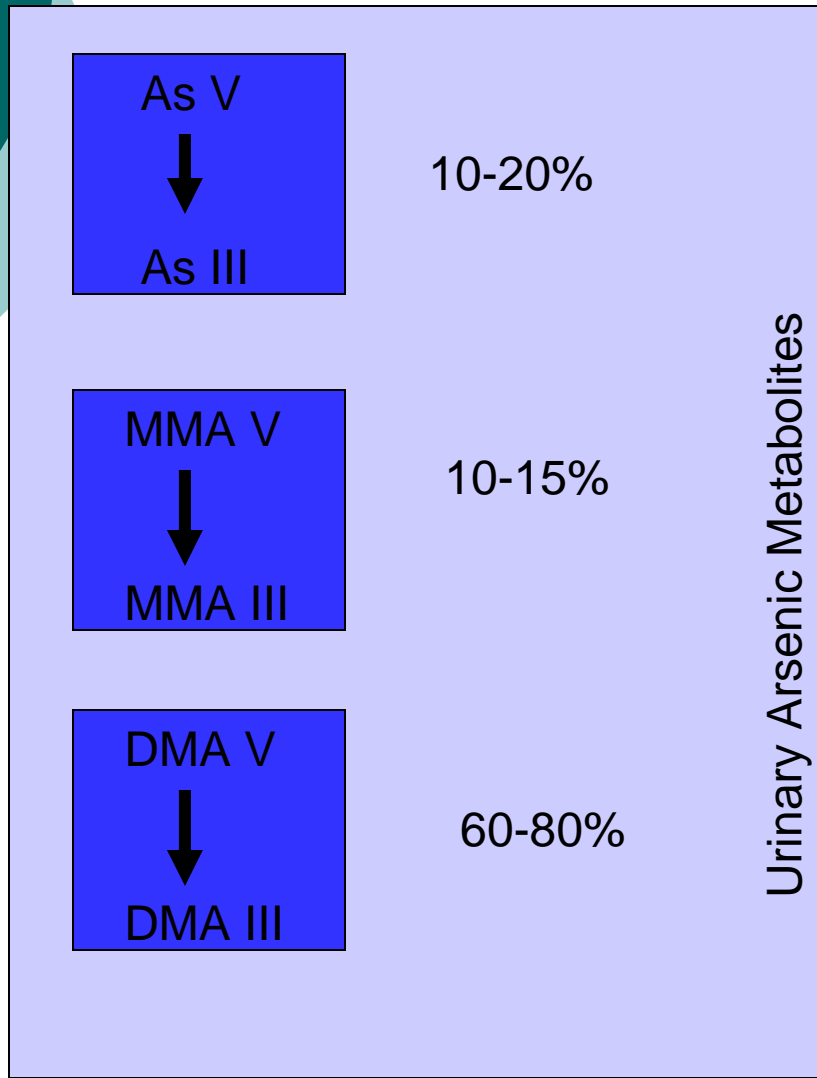 As V
As III
10-20%
MMA V
MMA III
10-15%
DMA V
DMA III
60-80%
Urinary Arsenic Metabolites